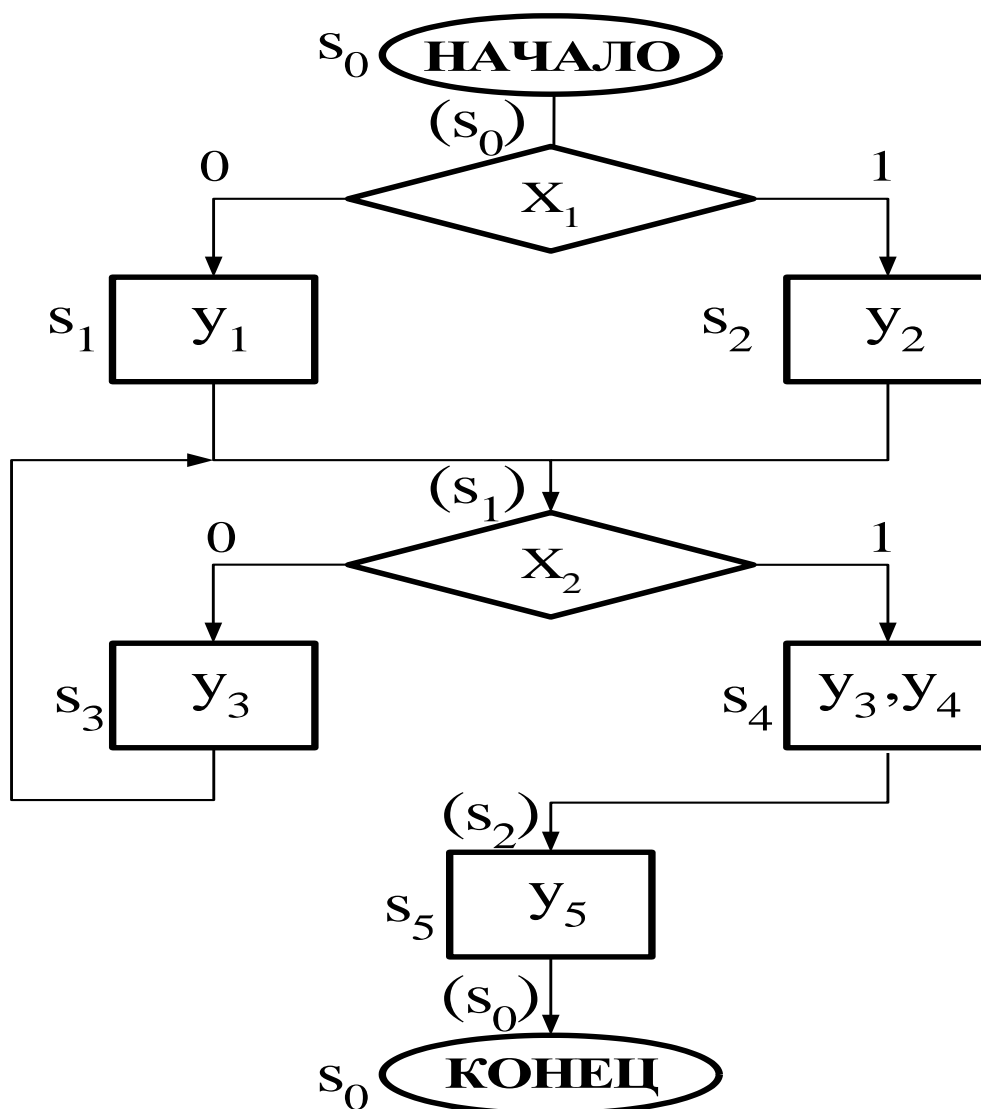 s₀ НАЧАЛО
(s₀)
0 1
X₁
s₁ y₁ s₂ y₂
(s₁)
0 1
X₂
s₃ y₃ s₄ y₃,y₄
(s₂)
s₅ y₅
(s₀)
s₀ КОНЕЦ